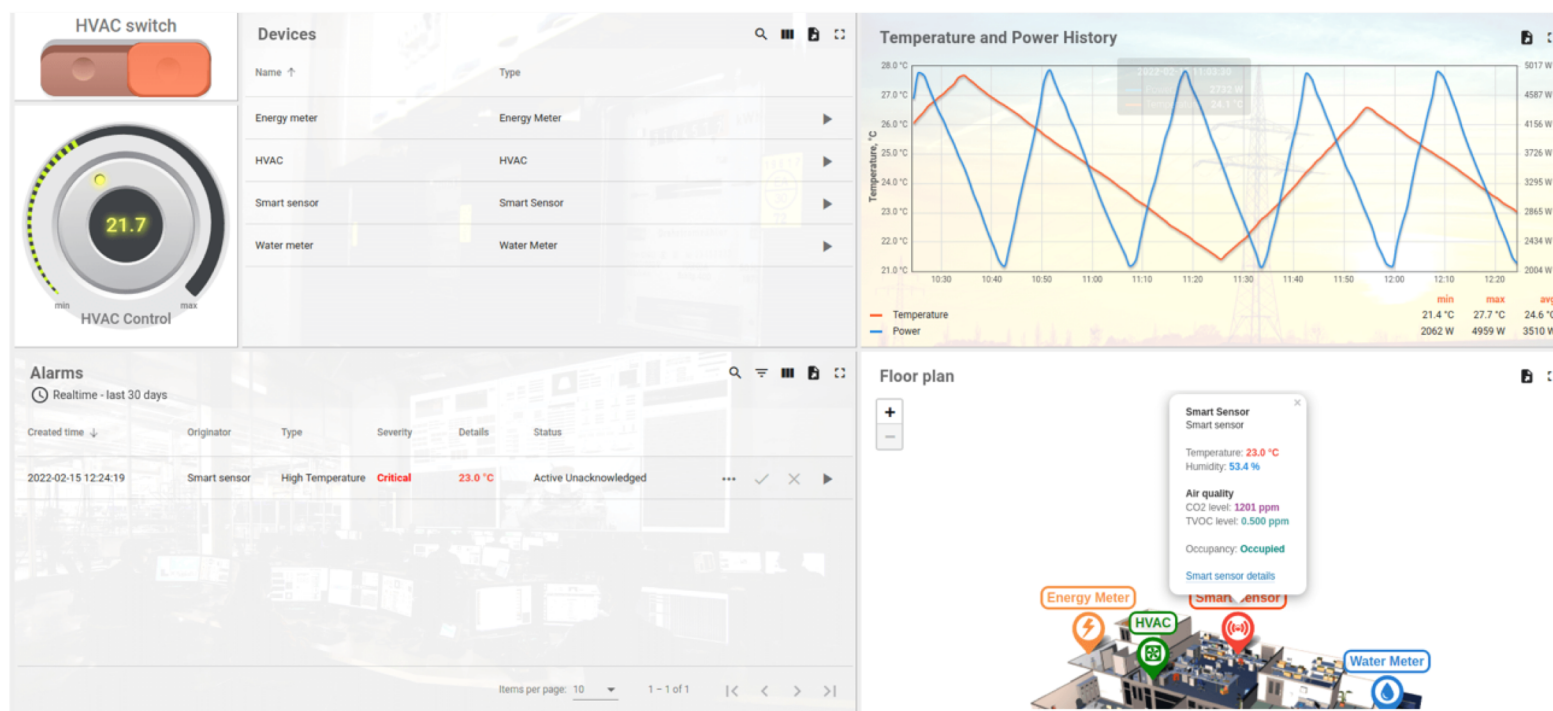 HVAC switch
21.7
min max
HVAC Control
Devices
Name ↑ Type
Energy meter Energy Meter
HVAC HVAC
Smart sensor Smart Sensor
Water meter Water Meter
Temperature and Power History
28.0 °C 5017 W
27.0 °C 4587 W
26.0 °C 4156 W
25.0 °C 3726 W
24.0 °C 3295 W
23.0 °C 2865 W
22.0 °C 2434 W
21.0 °C 2004 W
Temperature, °C
10:30 10:40 10:50 11:00 11:10 11:20 11:30 11:40 11:50 12:00 12:10 12:20
min max avg
Temperature 21.4 °C 27.7 °C 24.6 °C
Power 2062 W 4959 W 3510 W
Alarms
Realtime - last 30 days
Created time ↓ Originator Type Severity Details Status
2022-02-15 12:24:19 Smart sensor High Temperature Critical 23.0 °C Active Unacknowledged
Items per page: 10 1 – 1 of 1
Floor plan
+
−
Smart Sensor
Smart sensor
Temperature: 23.0 °C
Humidity: 53.4 %
Air quality
CO2 level: 1201 ppm
TVOC level: 0.500 ppm
Occupancy: Occupied
Smart sensor details
Energy Meter
Smart Sensor
HVAC
Water Meter